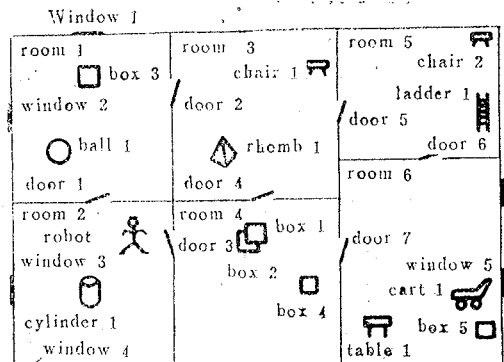 Window 1
room 1
room 3
room 5
chair 2
box 3
chair 1
window 2
door 2
ladder 1
door 5
ball 1
rhomb 1
door 6
door 1
door 4
room 6
room 2
room 4
robot
box 1
door 3
door 7
window 3
box 2
window 5
cart 1
box 4
cylinder 1
table 1
box 5
window 4